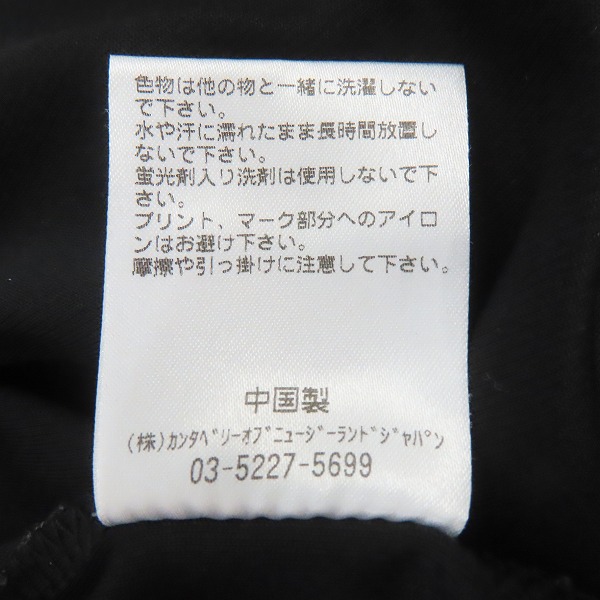 色物は他の物と一緒に洗濯しない
で下さい。
水や汗に濡れたまま長時間放置し
ないで下さい。
蛍光剤入り洗剤は使用しないで下
さい。
プリント、マーク部分へのアイロ
ンはお避け下さい。
摩擦や引っ掛けに注意して下さい。
中国製
(株)ｶﾝﾀﾍﾞﾘｰｵﾌﾞﾆｭｰｼﾞｰﾗﾝﾄﾞｼﾞｬﾊﾟﾝ
03-5227-5699